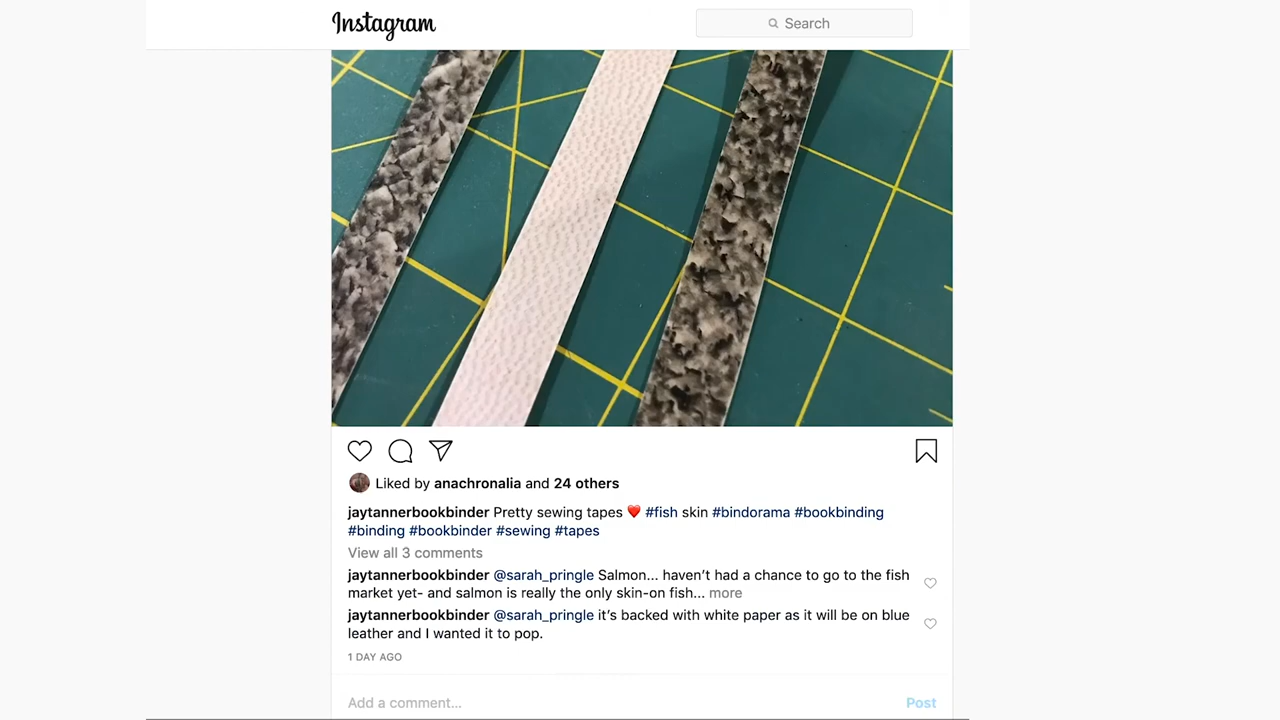 Instagram
Search
Liked by anachronalia and 24 others
jaytannerbookbinder Pretty sewing tapes ❤️ #fish skin #bindorama #bookbinding
#binding #bookbinder #sewing #tapes
View all 3 comments
jaytannerbookbinder @sarah_pringle Salmon... haven’t had a chance to go to the fish
market yet- and salmon is really the only skin-on fish... more
jaytannerbookbinder @sarah_pringle it’s backed with white paper as it will be on blue
leather and I wanted it to pop.
1 DAY AGO
Add a comment... Post